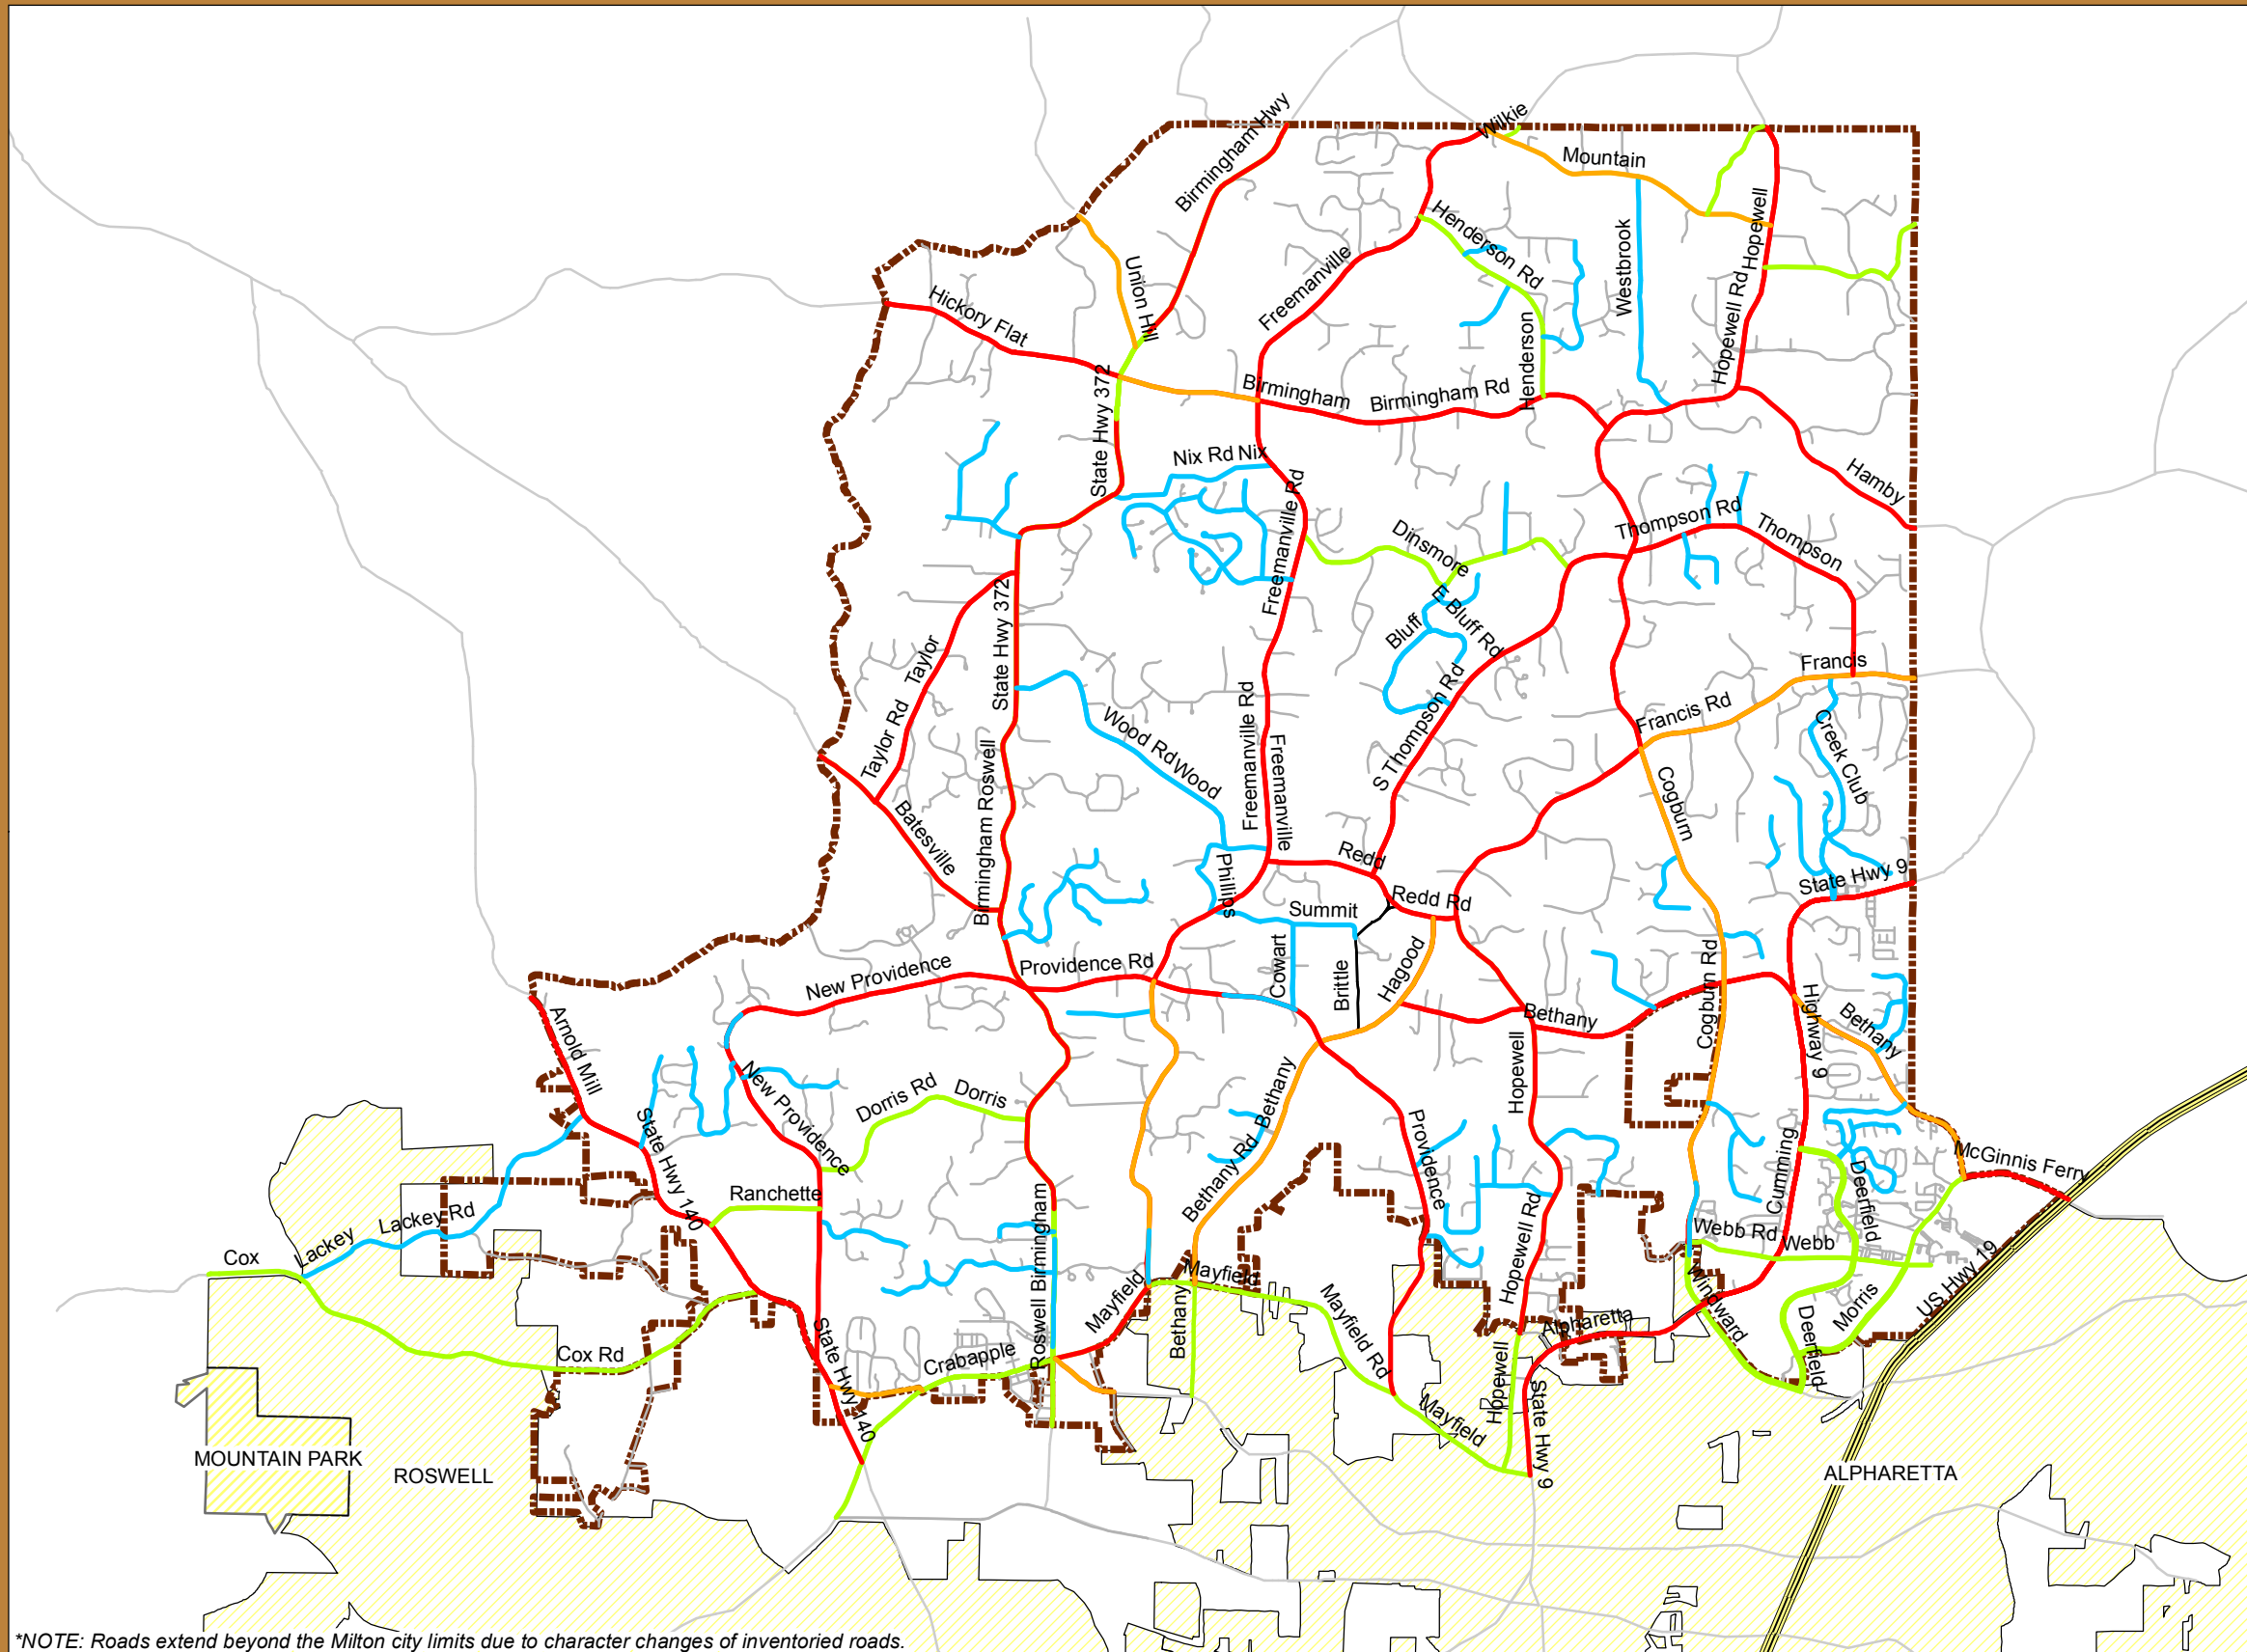 Birmingham Hwy
Wilkie
Mountain
Hopewell
Henderson Rd
Westbrook
Union Hill
Freemanville
Hickory Flat
Hopewell Rd
Henderson
State Hwy 372
Birmingham
Birmingham Rd
Nix Rd
Nix
Hamby
Freemanville Rd
Thompson Rd
Thompson
Dinsmore
State Hwy 372
E Bluff Rd
Bluff
Taylor
Francis
Taylor Rd
Wood Rd
Wood
Freemanville Rd
Freemanville
S Thompson Rd
Francis Rd
Creek Club
Cogburn
Batesville
Birmingham Roswell
Redd
Phillips
Redd Rd
State Hwy 9
Summit
Cowart
Brittle
Hagood
New Providence
Providence Rd
Cogburn Rd
Bethany
Highway 9
Bethany
Arnold Mill
New Providence
Dorris Rd
Dorris
Bethany
Hopewell
State Hwy 140
Bethany Rd
Providence
Cumming
Deerfield
McGinnis Ferry
Ranchette
Lackey Rd
Lackey
Cox
Roswell Birmingham
Hopewell Rd
Webb Rd
Webb
US Hwy 19
Mayfield
Mayfield
Bethany
Mayfield Rd
Windward
Morris
Deerfield
Alpharetta
Cox Rd
State Hwy 140
Crabapple
Hopewell
State Hwy 9
Mayfield
MOUNTAIN PARK
ROSWELL
ALPHARETTA
*NOTE: Roads extend beyond the Milton city limits due to character changes of inventoried roads.